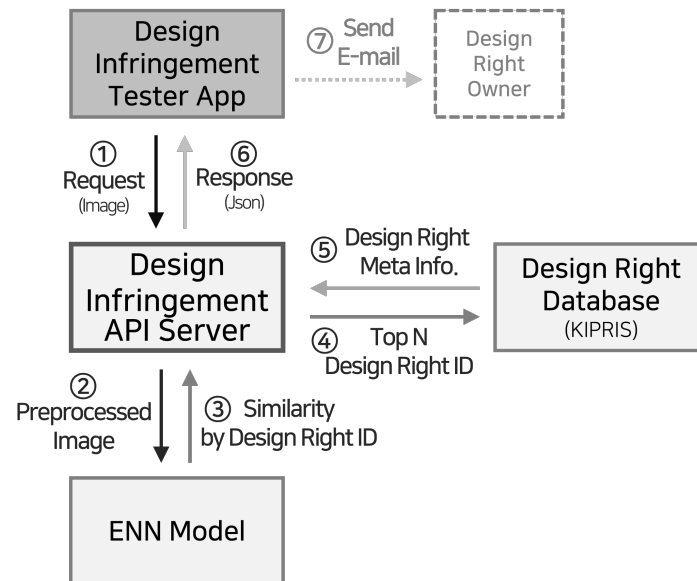 Design
Infringement
Tester App
⑦ Send
E-mail
Design
Right
Owner
①
Request
(Image)
⑥
Response
(Json)
Design
Infringement
API Server
⑤ Design Right
Meta Info.
④ Top N
Design Right ID
Design Right
Database
(KIPRIS)
②
Preprocessed
Image
③ Similarity
by Design Right ID
ENN Model